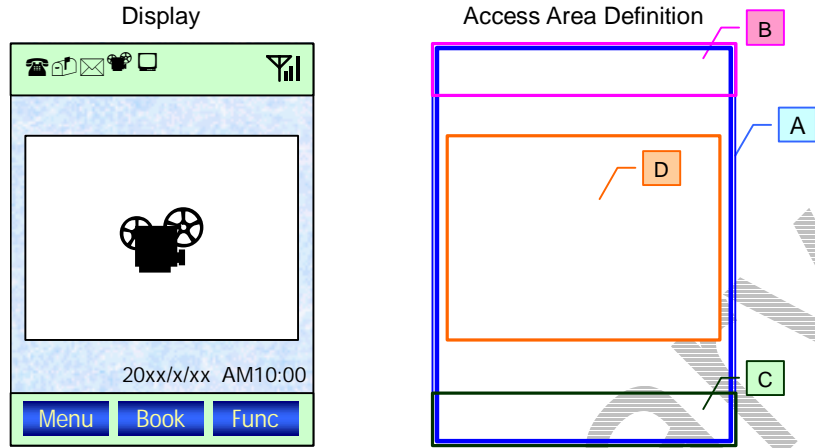 Display
Access Area Definition
B
A
D
20xx/x/xx AM10:00
C
Menu Book Func